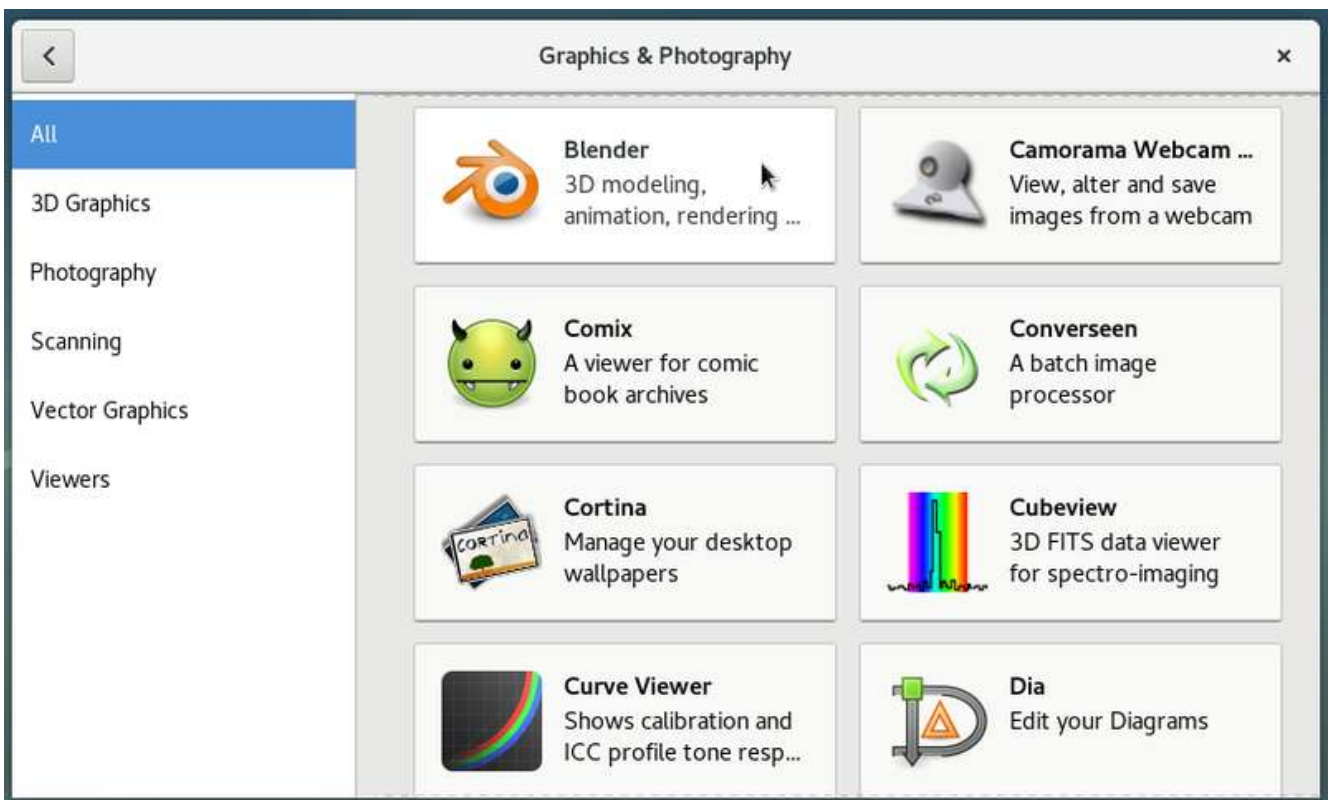 Graphics & Photography
All
3D Graphics
Photography
Scanning
Vector Graphics
Viewers
Blender
3D modeling,
animation, rendering ...
Camorama Webcam ...
View, alter and save
images from a webcam
Comix
A viewer for comic
book archives
Converseen
A batch image
processor
CORTINA
Cortina
Manage your desktop
wallpapers
Cubeview
3D FITS data viewer
for spectro-imaging
Curve Viewer
Shows calibration and
ICC profile tone resp...
Dia
Edit your Diagrams